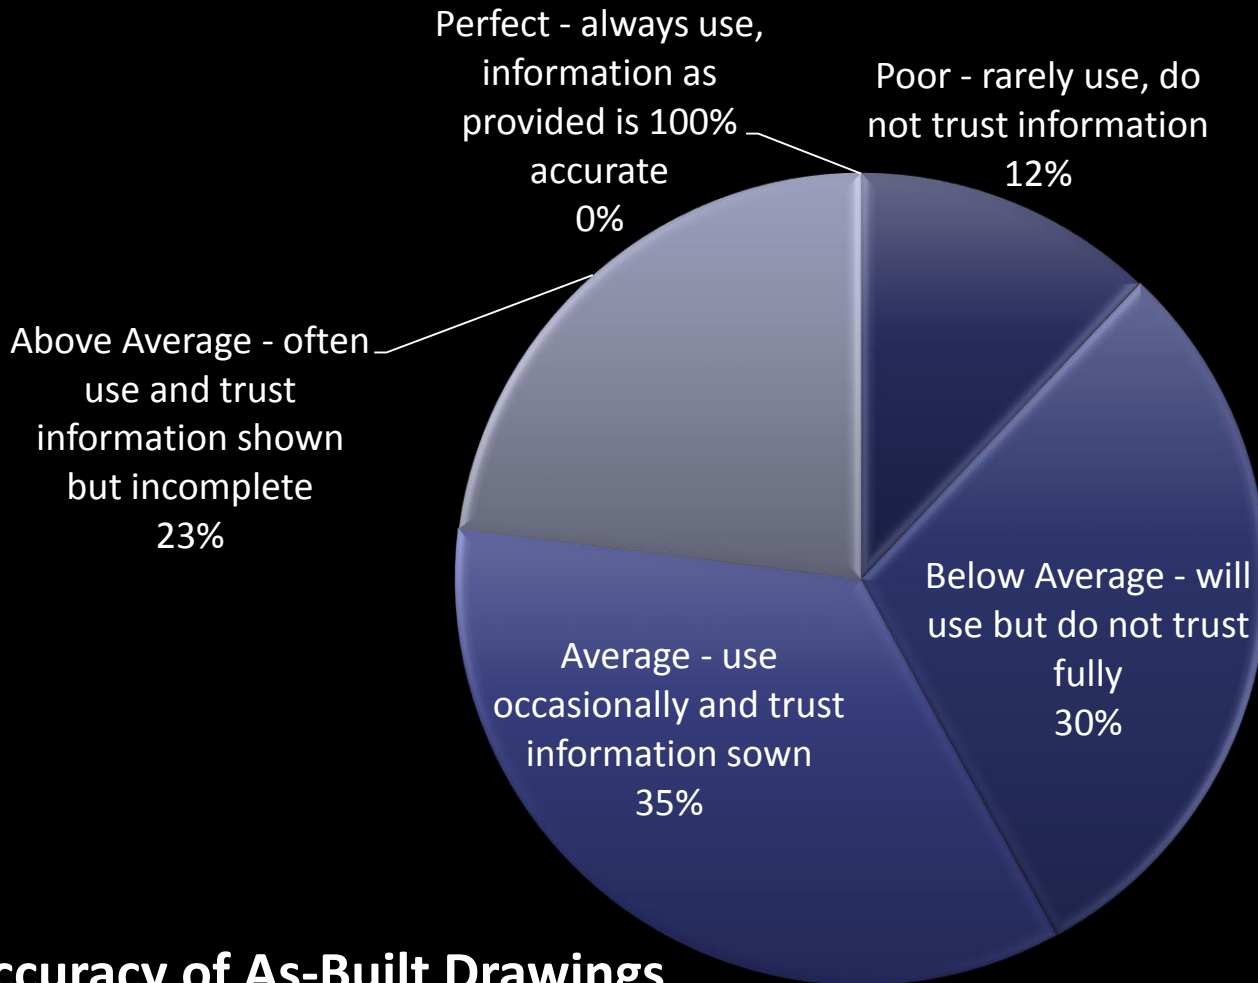 Perfect - always use,
information as
provided is 100%
accurate
0%
Poor - rarely use, do
not trust information
12%
Above Average - often
use and trust
information shown
but incomplete
23%
Below Average - will
use but do not trust
fully
30%
Average - use
occasionally and trust
information sown
35%
ccuracy of As-Built Drawings